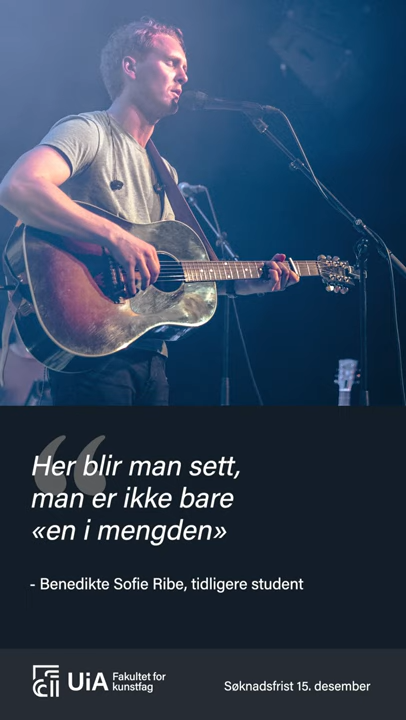 Her blir man sett,
man er ikke bare
«en i mengden»
- Benedikte Sofie Ribe, tidligere student
UiA Fakultet for
kunstfag
Søknadsfrist 15. desember